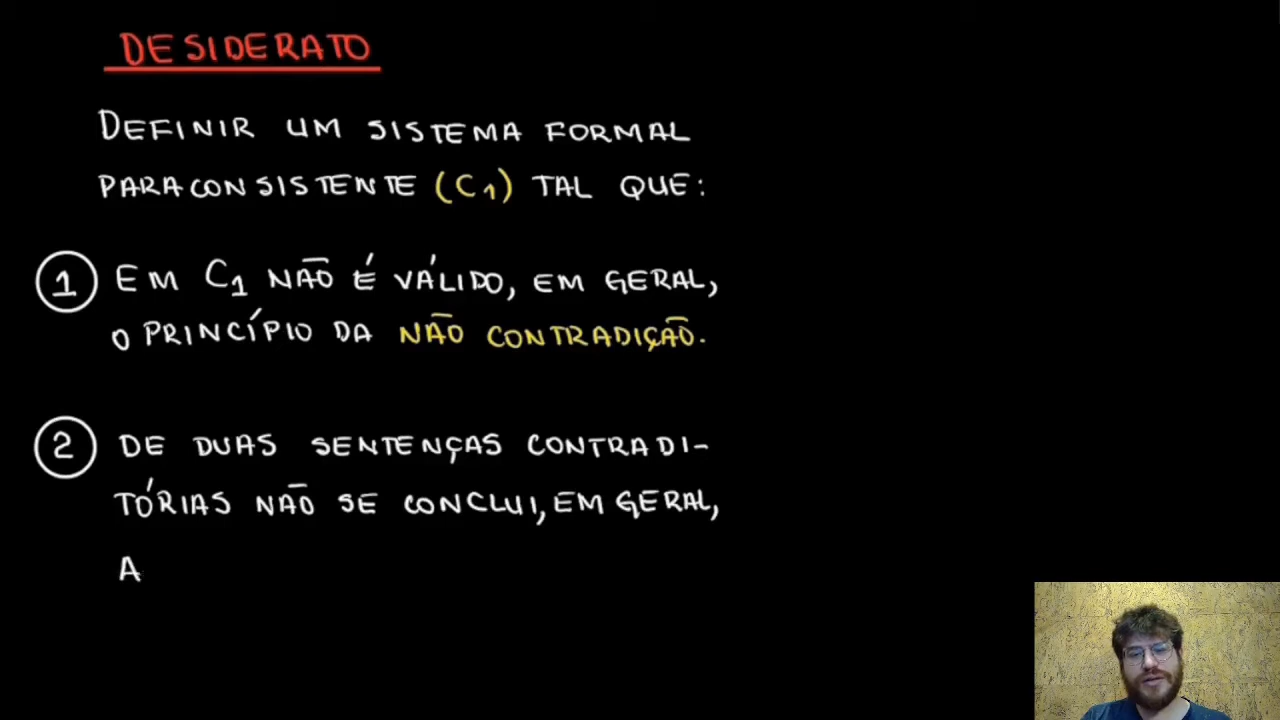 DESIDERATO
DEFINIR UM SISTEMA FORMAL
PARACONSISTENTE (C1) TAL QUE:
1 EM C1 NÃO É VÁLIDO, EM GERAL,
O PRINCÍPIO DA NÃO CONTRADIÇÃO.
2 DE DUAS SENTENÇAS CONTRADI-
TÓRIAS NÃO SE CONCLUI, EM GERAL,
A